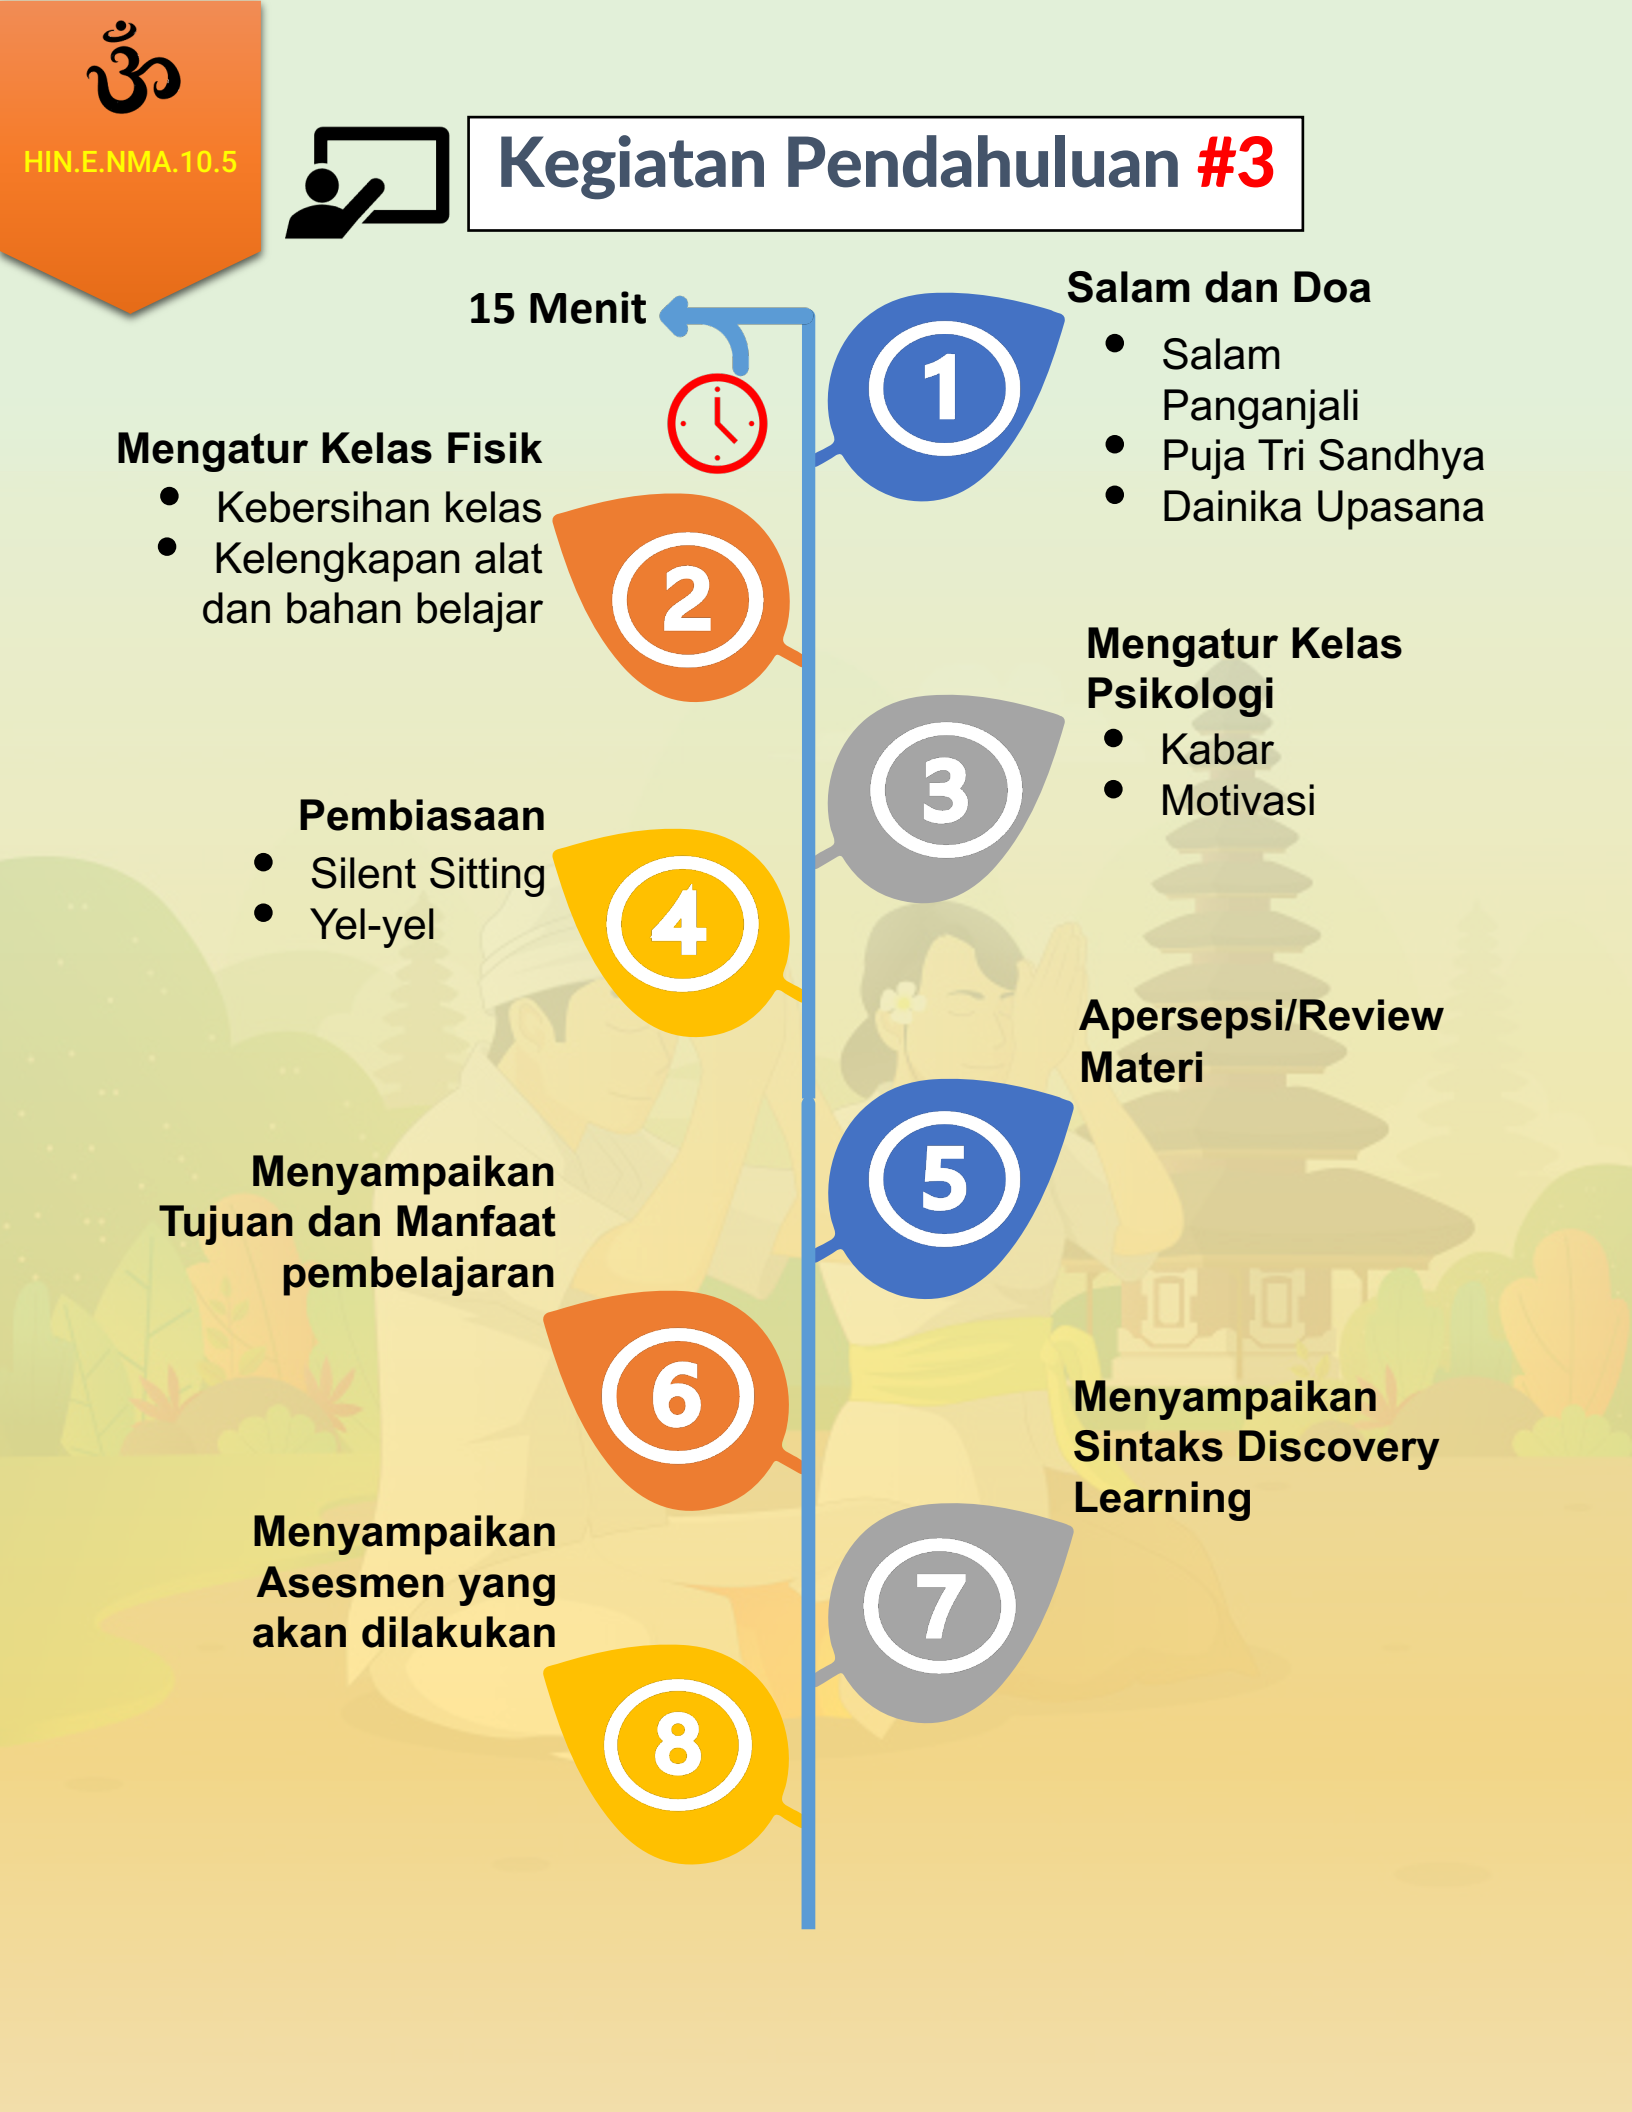 HIN.E.NMA.10.5
Kegiatan Pendahuluan #3
15 Menit
1
Salam dan Doa
• Salam
Panganjali
• Puja Tri Sandhya
• Dainika Upasana
Mengatur Kelas Fisik
• Kebersihan kelas
• Kelengkapan alat
dan bahan belajar
2
Mengatur Kelas
Psikologi
• Kabar
• Motivasi
3
Pembiasaan
• Silent Sitting
• Yel-yel
4
Apersepsi/Review
Materi
5
Menyampaikan
Tujuan dan Manfaat
pembelajaran
6
Menyampaikan
Sintaks Discovery
Learning
7
Menyampaikan
Asesmen yang
akan dilakukan
8